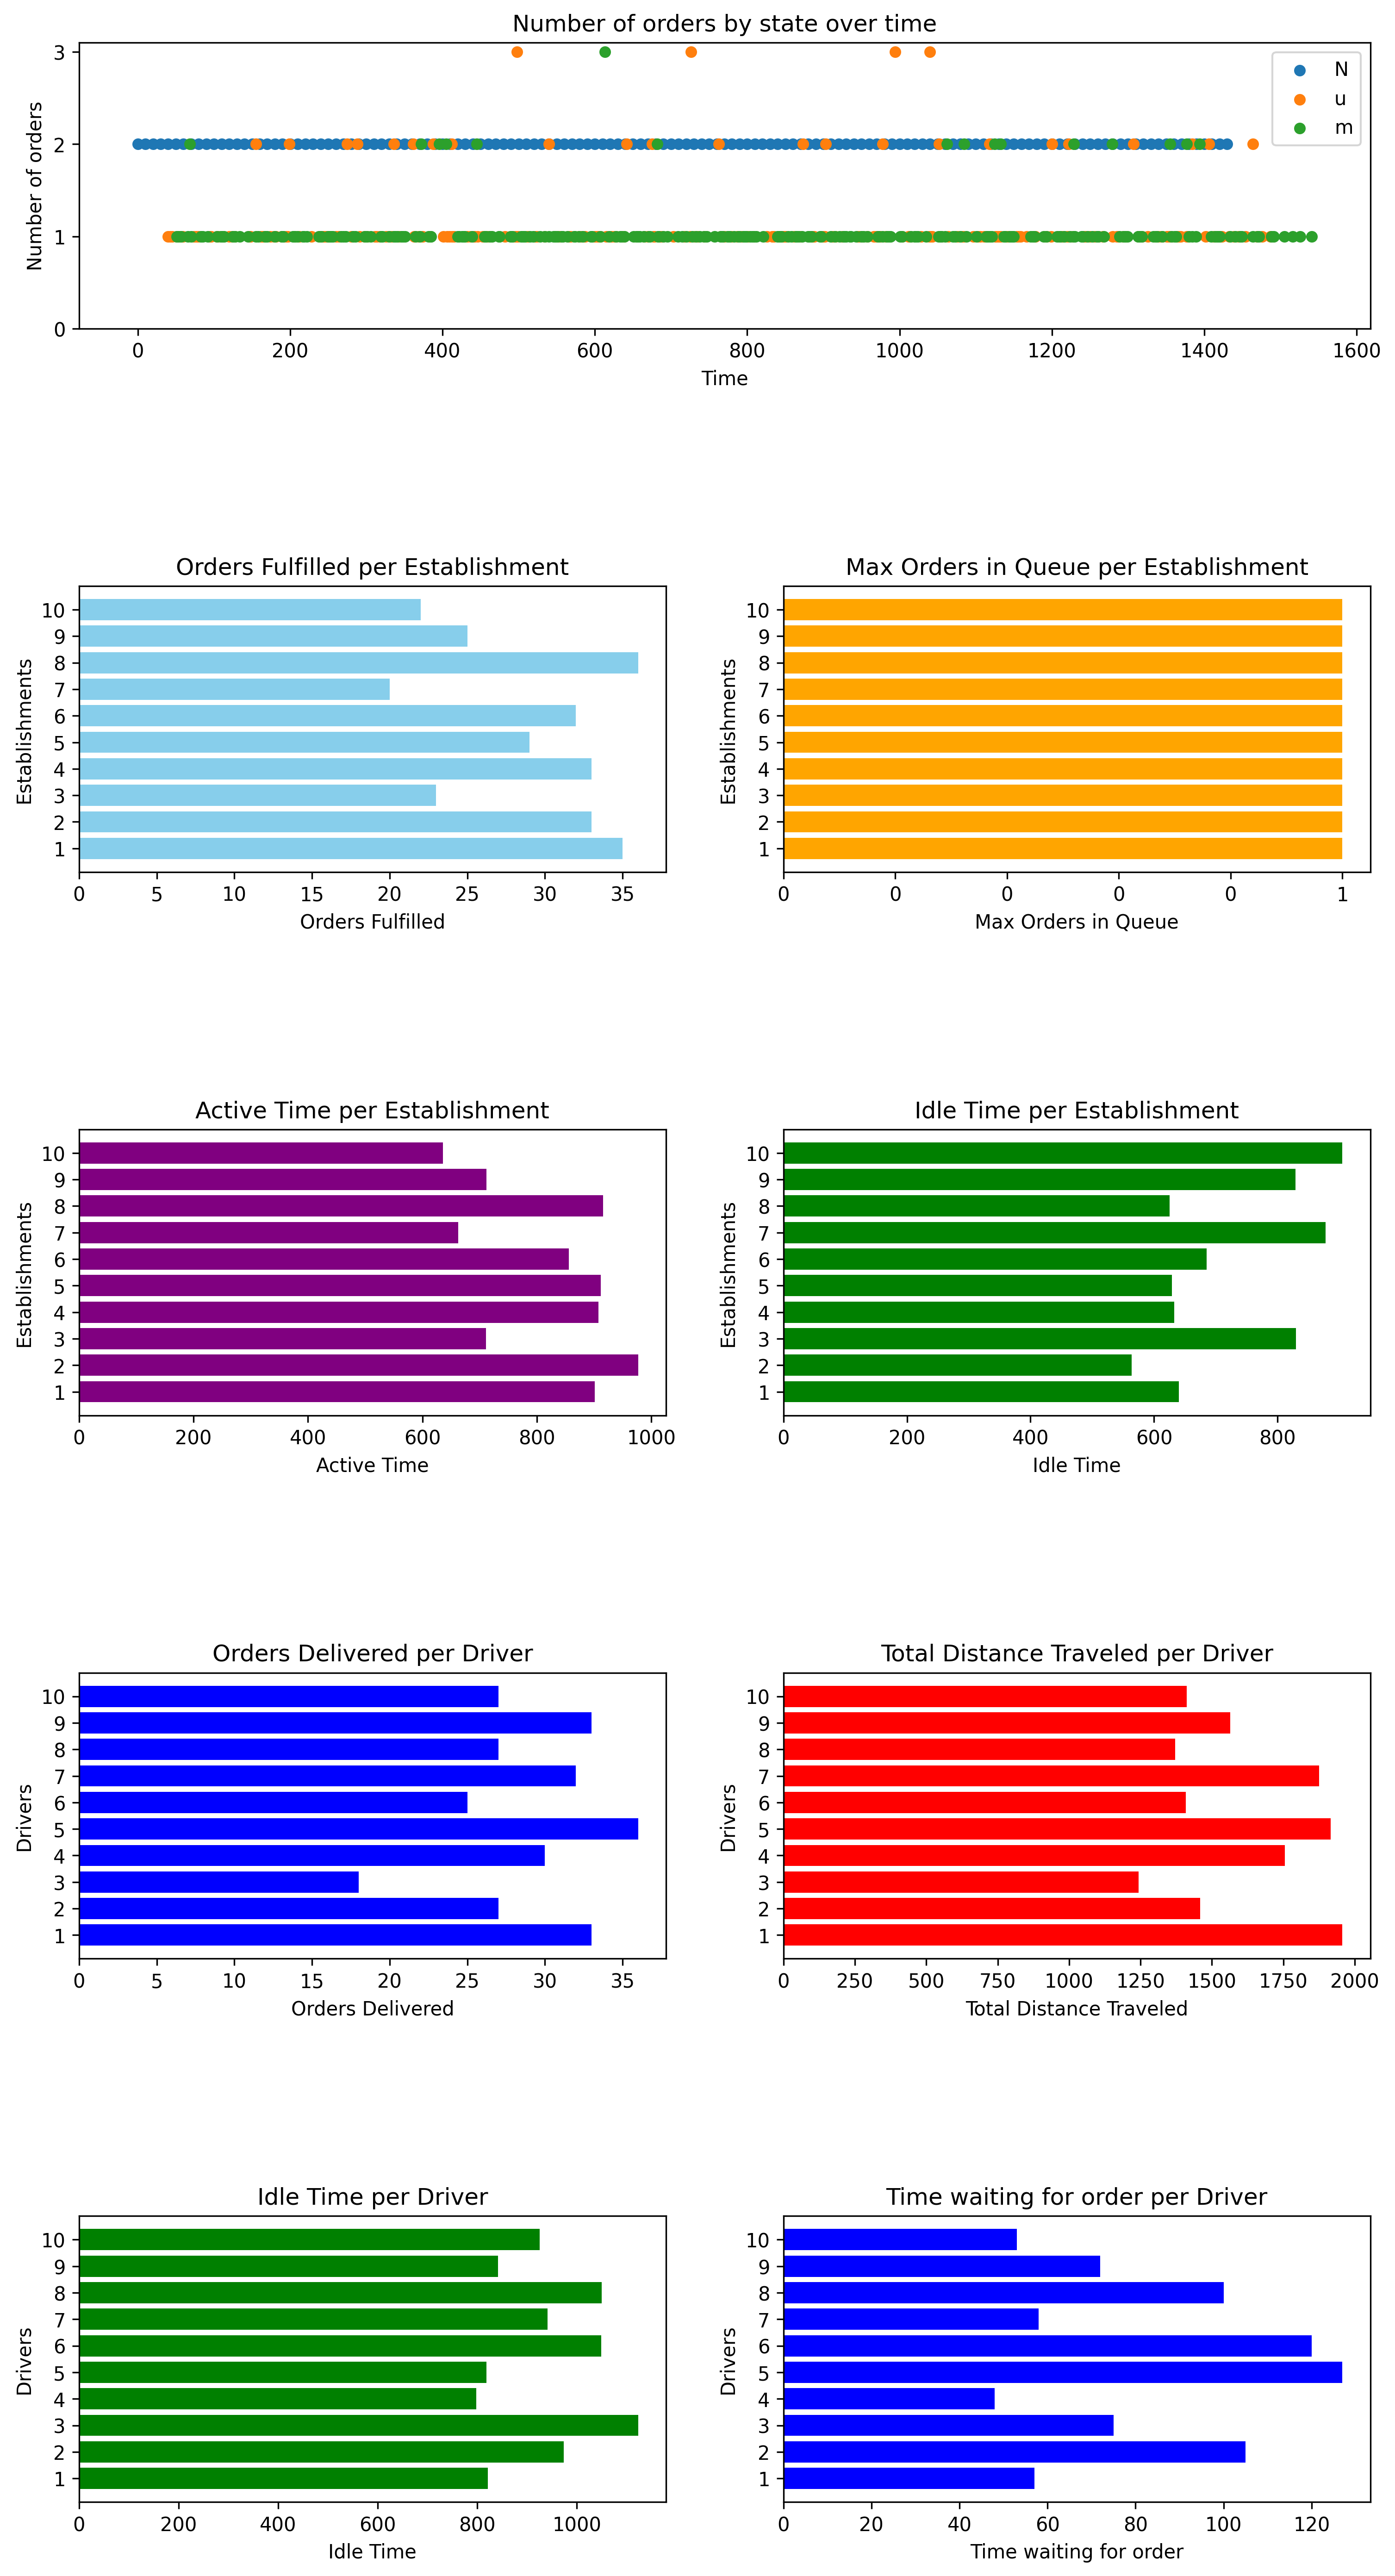 Number of orders by state over time
Number of orders
3
2
1
0
N
u
m
0 200 400 600 800 1000 1200 1400 1600
Time
Orders Fulfilled per Establishment
Establishments
10
9
8
7
6
5
4
3
2
1
0 5 10 15 20 25 30 35
Orders Fulfilled
Max Orders in Queue per Establishment
Establishments
10
9
8
7
6
5
4
3
2
1
0 0 0 0 0 1
Max Orders in Queue
Active Time per Establishment
Establishments
10
9
8
7
6
5
4
3
2
1
0 200 400 600 800 1000
Active Time
Idle Time per Establishment
Establishments
10
9
8
7
6
5
4
3
2
1
0 200 400 600 800
Idle Time
Orders Delivered per Driver
Drivers
10
9
8
7
6
5
4
3
2
1
0 5 10 15 20 25 30 35
Orders Delivered
Total Distance Traveled per Driver
Drivers
10
9
8
7
6
5
4
3
2
1
0 250 500 750 1000 1250 1500 1750 2000
Total Distance Traveled
Idle Time per Driver
Drivers
10
9
8
7
6
5
4
3
2
1
0 200 400 600 800 1000
Idle Time
Time waiting for order per Driver
Drivers
10
9
8
7
6
5
4
3
2
1
0 20 40 60 80 100 120
Time waiting for order